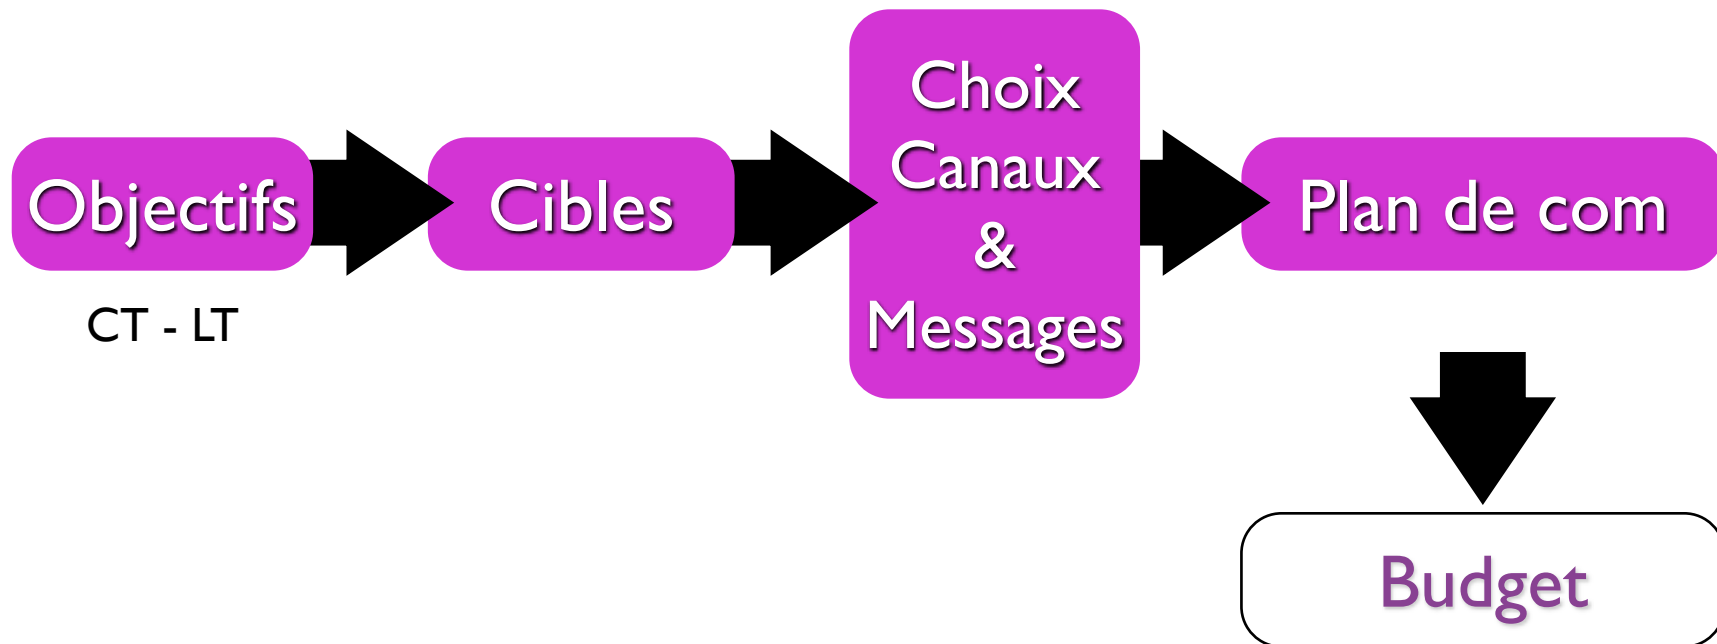 Objectifs
CT - LT
Cibles
Choix
Canaux
&
Messages
Plan de com
Budget